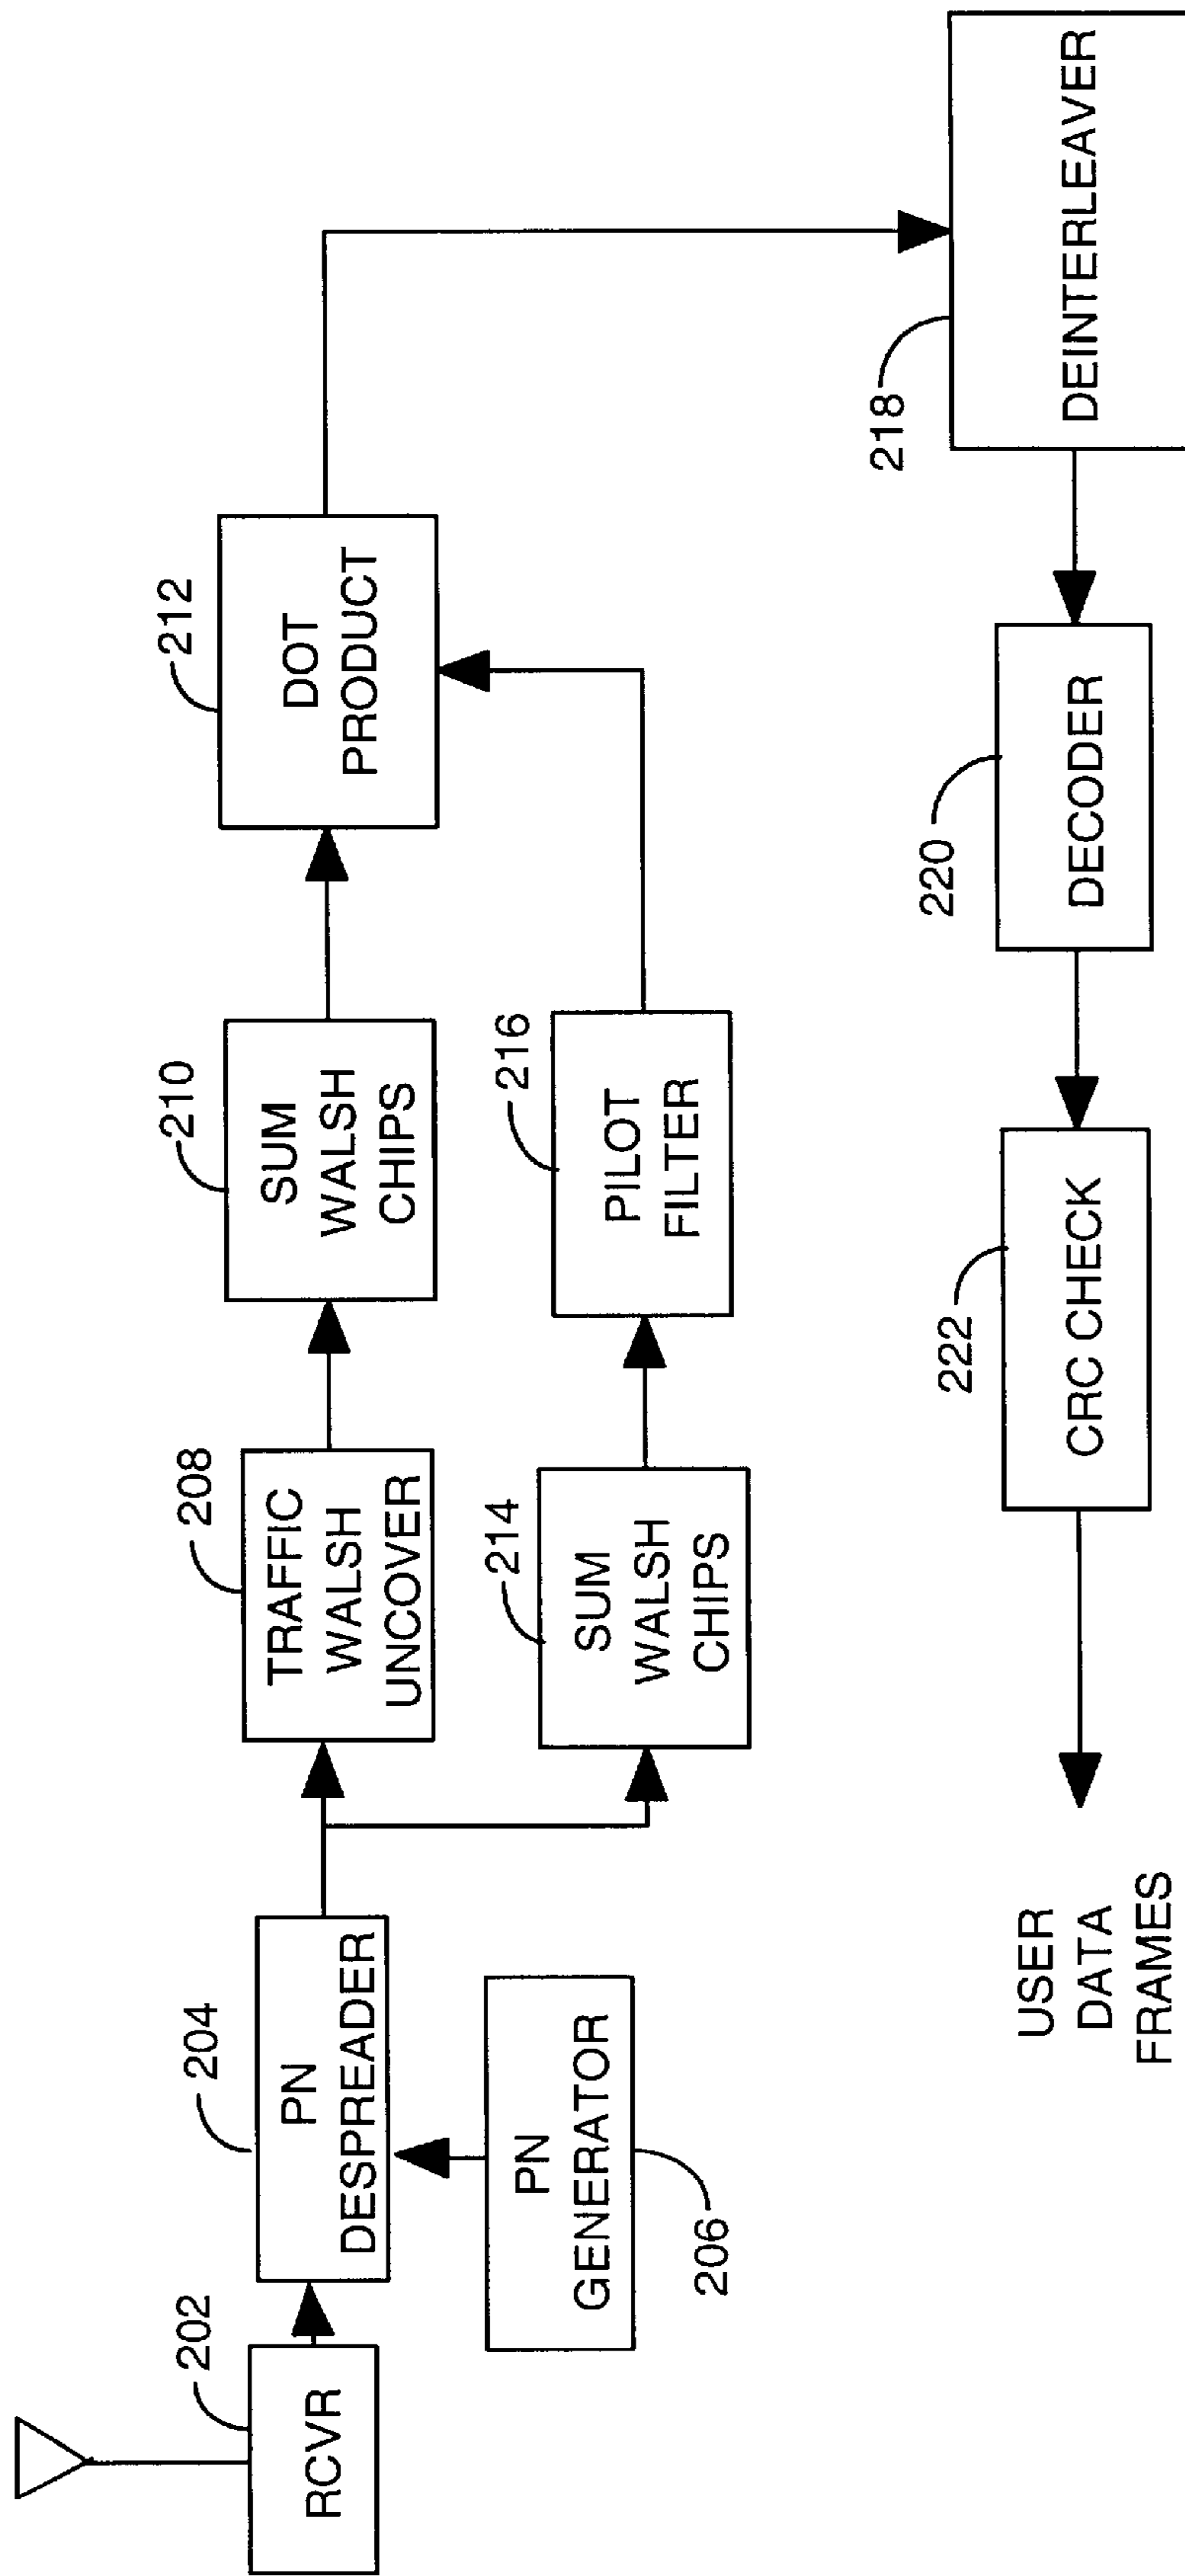 202
RCVR
204
PN
DESPREADER
PN
GENERATOR
206
208
TRAFFIC
WALSH
UNCOVER
210
SUM
WALSH
CHIPS
212
DOT
PRODUCT
214
SUM
WALSH
CHIPS
216
PILOT
FILTER
218
DEINTERLEAVER
220
DECODER
222
CRC CHECK
USER
DATA
FRAMES